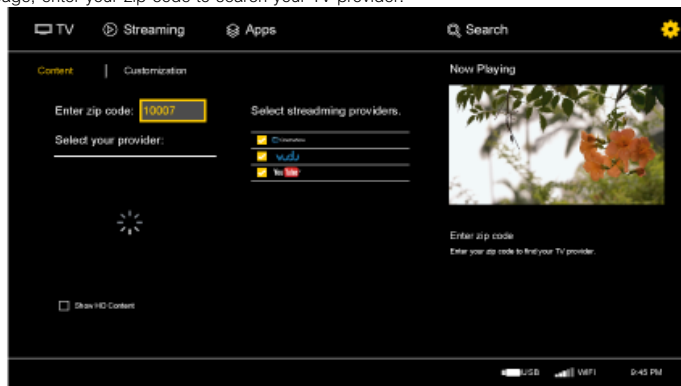 age, enter your zip code to search your TV provider.
TV Streaming Apps Search
Content | Customization
Now Playing
Enter zip code: 10007
Select streadming providers.
Select your provider:
vudu
YouTube
Enter zip code
Enter your zip code to find your TV provider.
Show HD Content
USB WIFI 9:45 PM